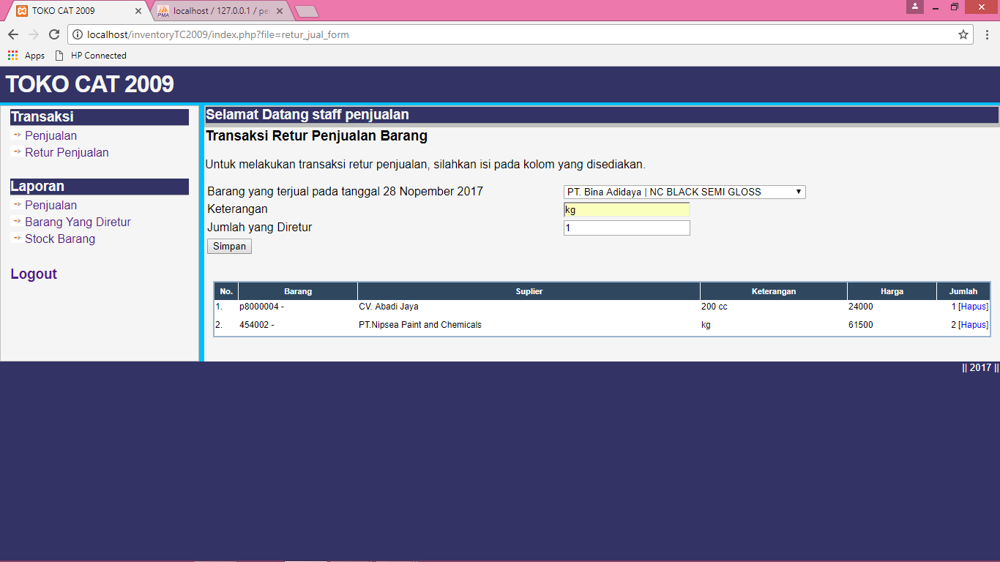 TOKO CAT 2009
localhost / 127.0.0.1 / pe
localhost/inventoryTC2009/index.php?file=retur_jual_form
Apps
HP Connected
TOKO CAT 2009
Transaksi
Penjualan
Retur Penjualan
Laporan
Penjualan
Barang Yang Diretur
Stock Barang
Logout
Selamat Datang staff penjualan
Transaksi Retur Penjualan Barang
Untuk melakukan transaksi retur penjualan, silahkan isi pada kolom yang disediakan.
Barang yang terjual pada tanggal 28 Nopember 2017 PT. Bina Adidaya | NC BLACK SEMI GLOSS
Keterangan kg
Jumlah yang Diretur 1
Simpan
No. Barang Suplier Keterangan Harga Jumlah
1. p8000004 - CV. Abadi Jaya 200 cc 24000 1 [Hapus]
2. 454002 - PT.Nipsea Paint and Chemicals kg 61500 2 [Hapus]
|| 2017 ||